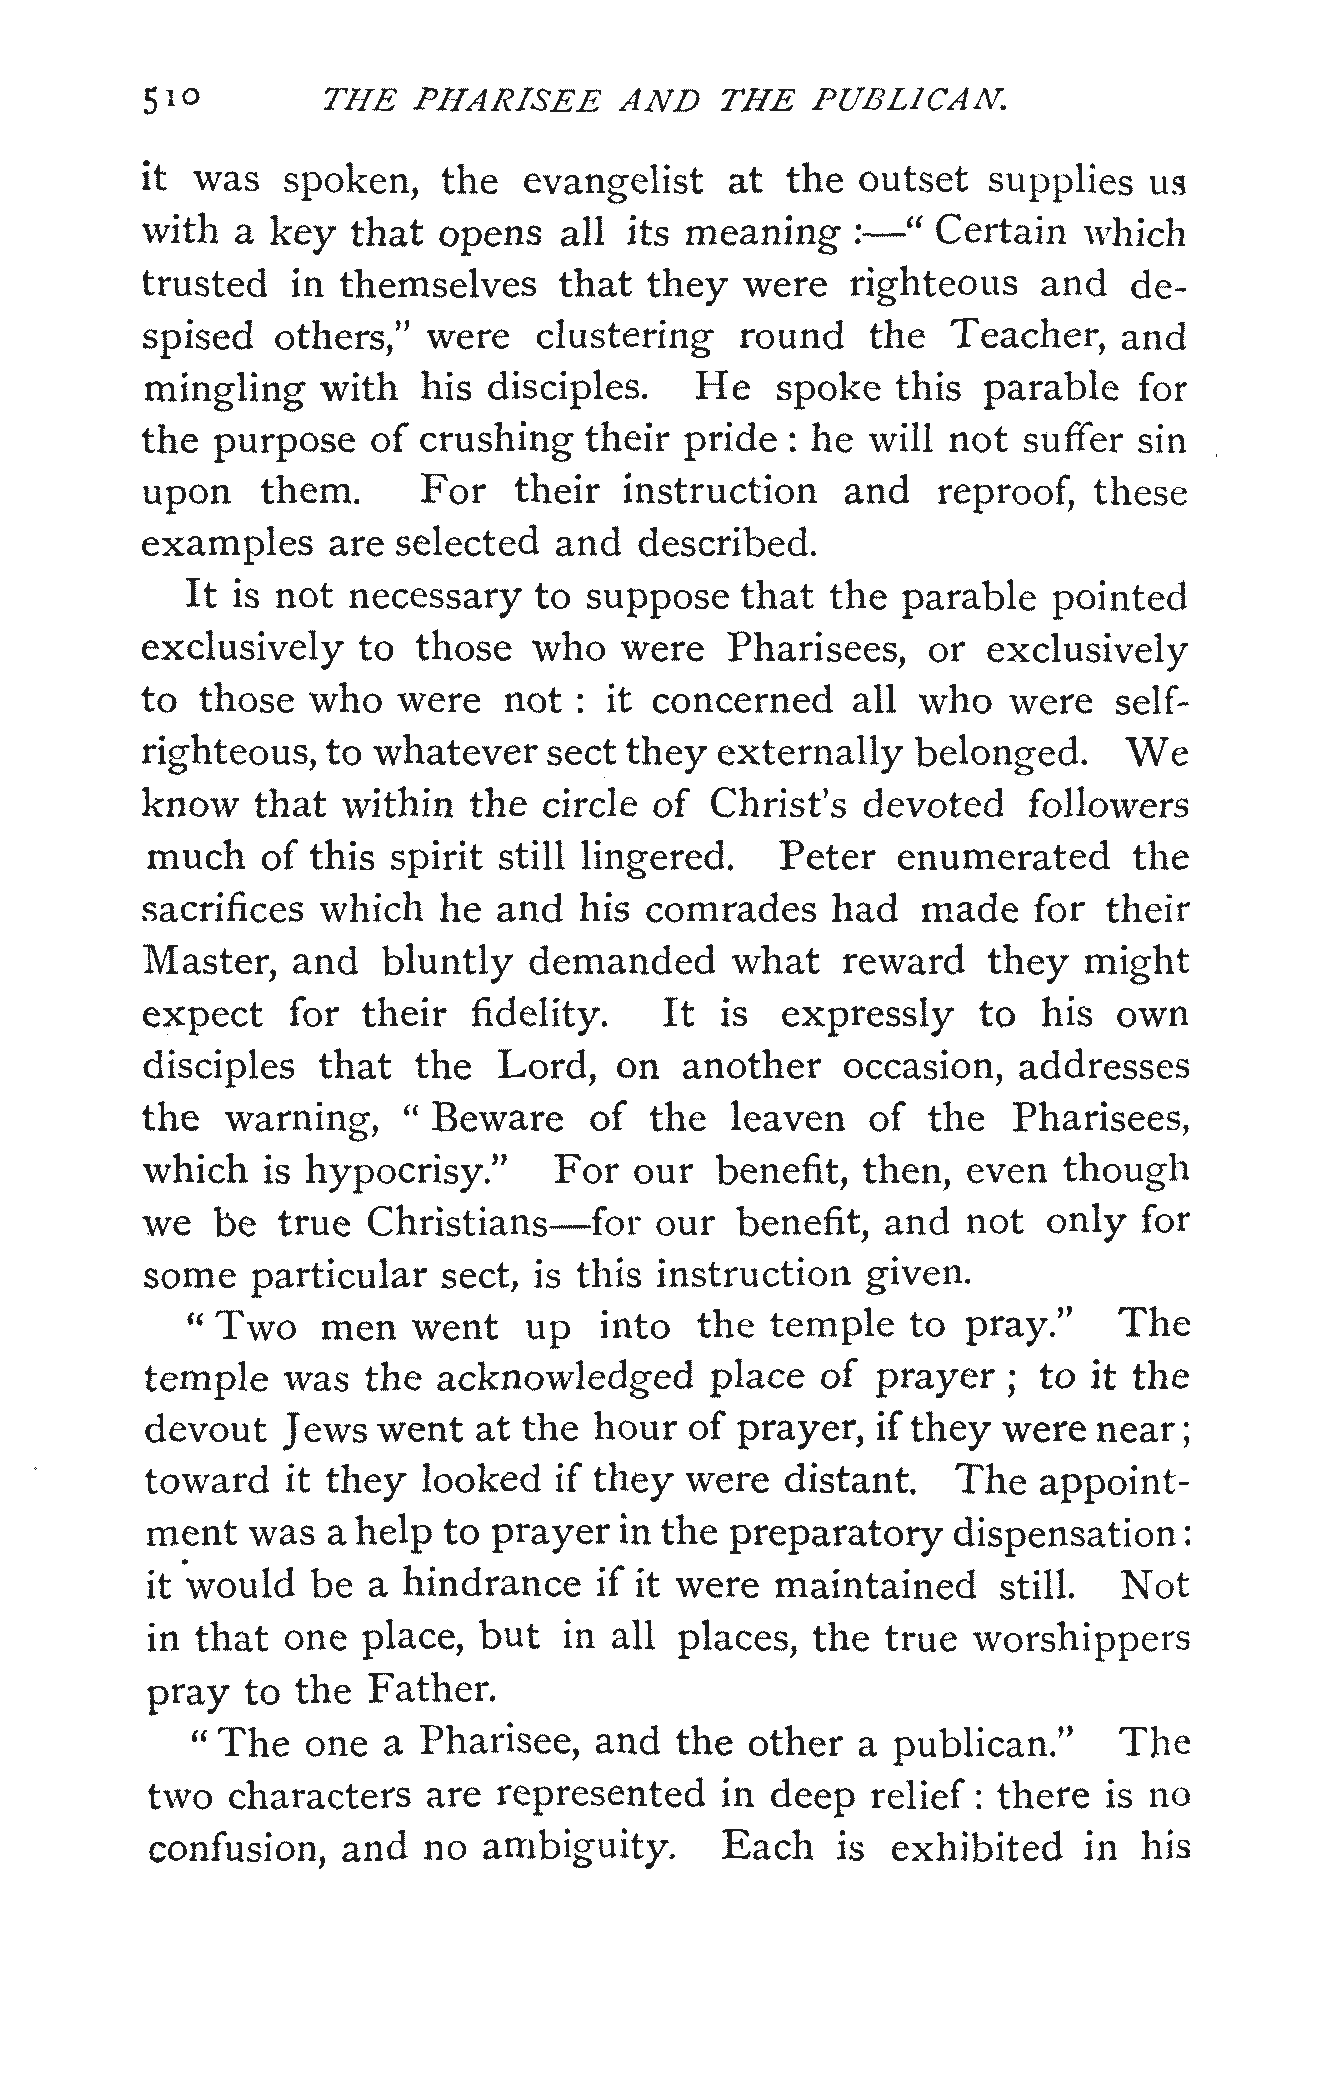 510 THE PHARISEE AND THE PUBLICAN.
it was spoken, the evangelist at the outset supplies us
with a key that opens all its meaning :—" Certain which
trusted in themselves that they were righteous and de-
spised others," were clustering round the Teacher, and
mingling with his disciples. He spoke this parable for
the purpose of crushing their pride : he will not suffer sin
upon them. For their instruction and reproof, these
examples are selected and described.
It is not necessary to suppose that the parable pointed
exclusively to those who were Pharisees, or exclusively
to those who were not : it concerned all who were self-
righteous, to whatever sect they externally belonged. We
know that within the circle of Christ's devoted followers
much of this spirit still lingered. Peter enumerated the
sacrifices which he and his comrades had made for their
Master, and bluntly demanded what reward they might
expect for their fidelity. It is expressly to his own
disciples that the Lord, on another occasion, addresses
the warning, " Beware of the leaven of the Pharisees,
which is hypocrisy." For our benefit, then, even though
we be true Christians—for our benefit, and not only for
some particular sect, is this instruction given.
" Two men went up into the temple to pray." The
temple was the acknowledged place of prayer ; to it the
devout Jews went at the hour of prayer, if they were near ;
toward it they looked if they were distant. The appoint-
ment was a help to prayer in the preparatory dispensation :
it would be a hindrance if it were maintained still. Not
in that one place, but in all places, the true worshippers
pray to the Father.
" The one a Pharisee, and the other a publican." The
two characters are represented in deep relief : there is no
confusion, and no ambiguity. Each is exhibited in his